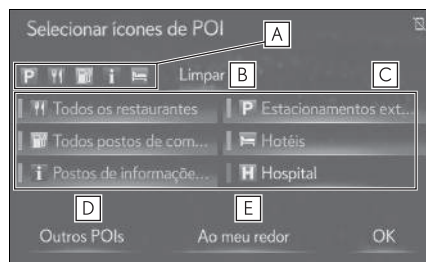 Selecionar ícones de POI
A
P i Limpar B C
Todos os restaurantes P Estacionamentos ext...
Todos postos de com... Hotéis
i Postos de informaçõe... H Hospital
D E
Outros POIs Ao meu redor OK